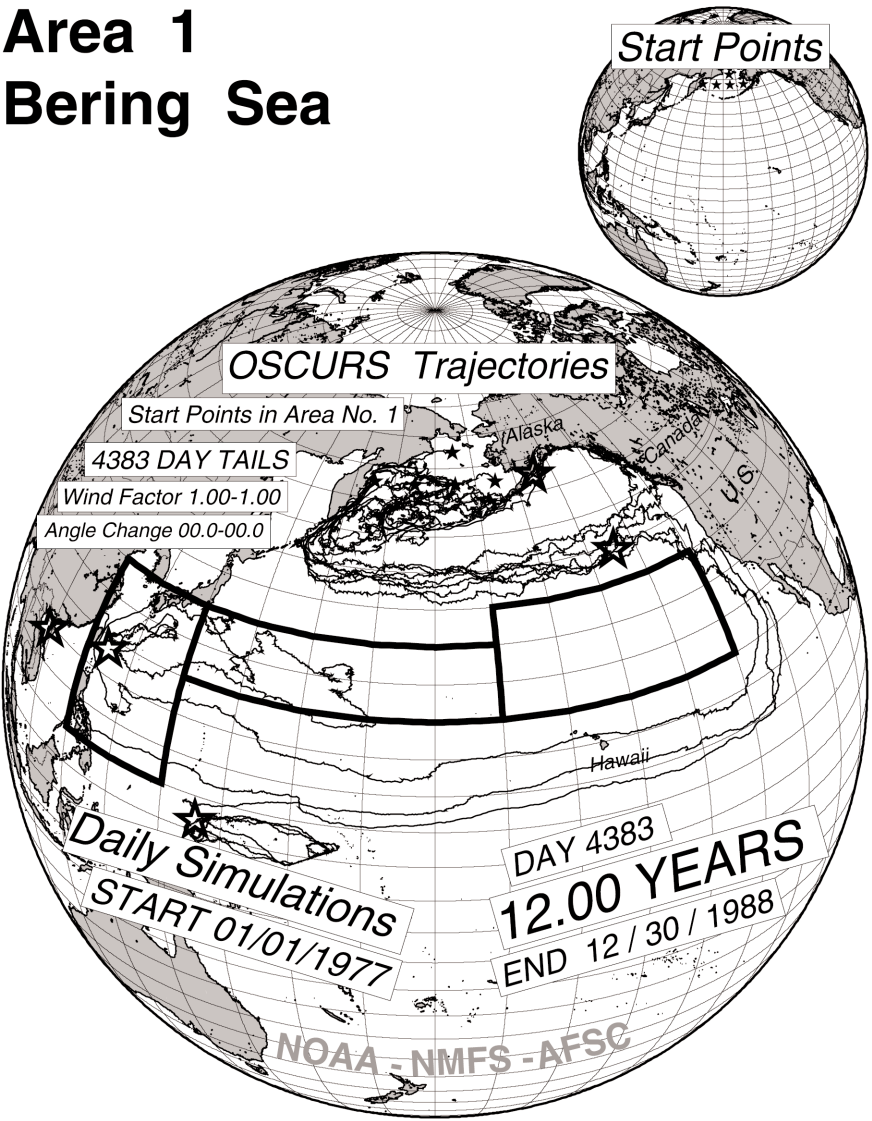 Area 1
Bering Sea
Start Points
OSCURS Trajectories
Start Points in Area No. 1
4383 DAY TAILS
Wind Factor 1.00-1.00
Angle Change 00.0-00.0
Alaska
Canada
U.S.
Hawaii
Daily Simulations
START 01/01/1977
DAY 4383
12.00 YEARS
END 12 / 30 / 1988
NOAA - NMFS - AFSC